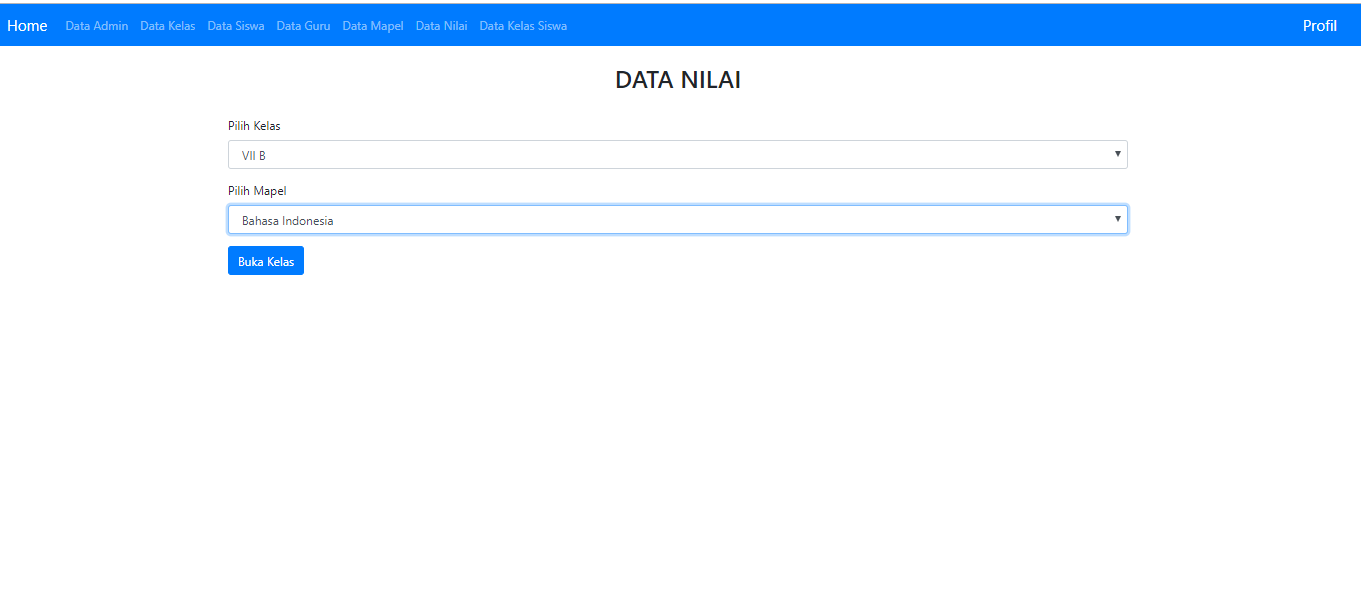 Home Data Admin Data Kelas Data Siswa Data Guru Data Mapel Data Nilai Data Kelas Siswa Profil
DATA NILAI
Pilih Kelas
VII B
Pilih Mapel
Bahasa Indonesia
Buka Kelas